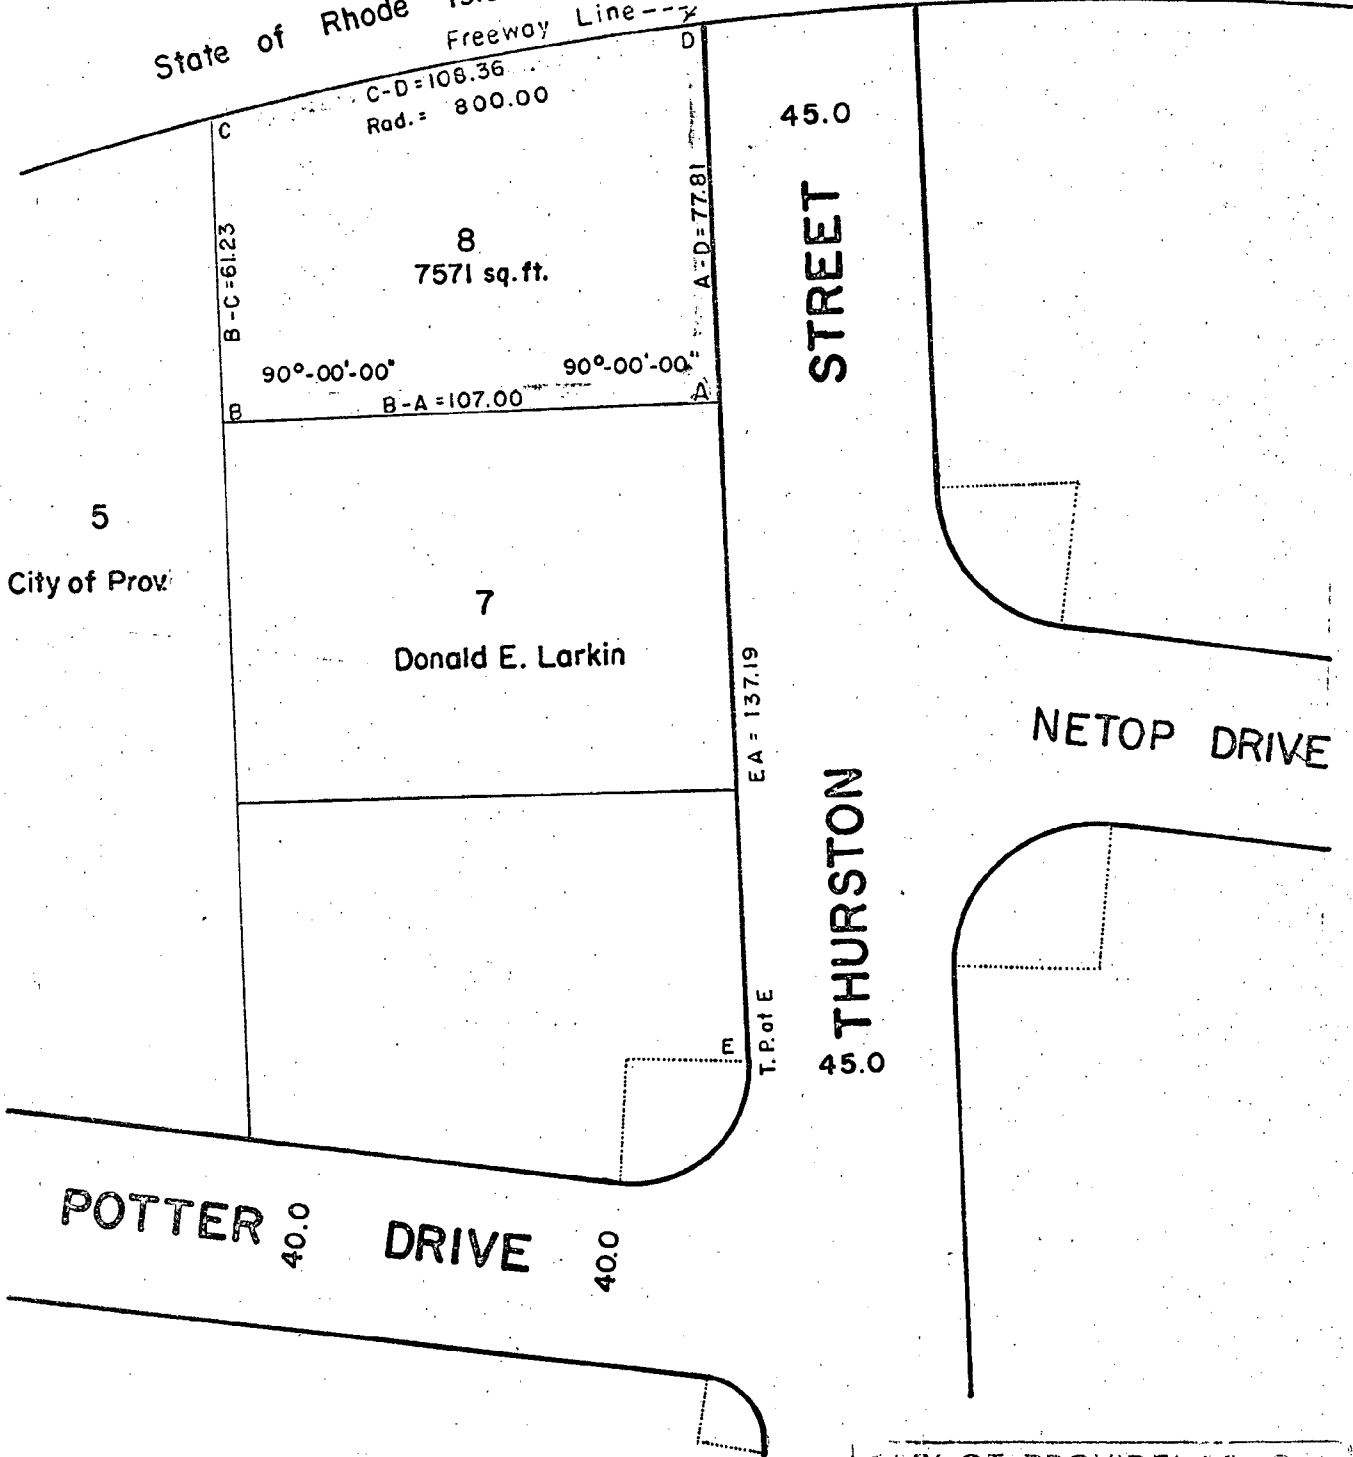 State of Rhode
Freeway Line
D
C-D=108.36
Rad.= 800.00
C
45.0
A-D=77.81
B-C=61.23
8
7571 sq.ft.
STREET
90°-00'-00"
90°-00'-00"
B-A=107.00
B
A
5
City of Prov.
7
Donald E. Larkin
EA = 137.19
NETOP DRIVE
THURSTON
T.P. at E
E
45.0
POTTER DRIVE
40.0
40.0